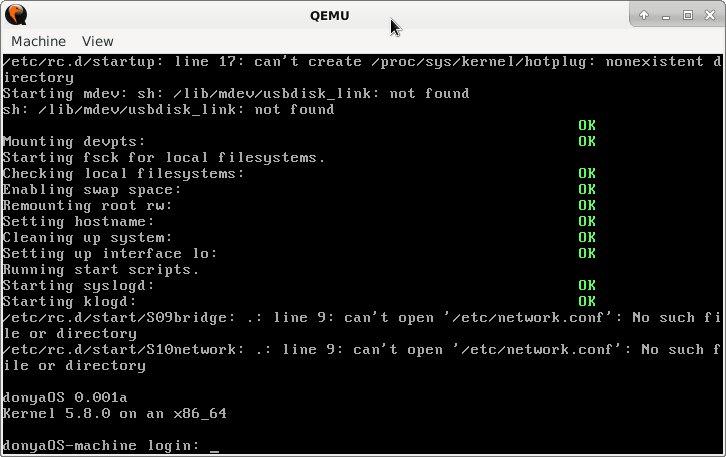 QEMU
Machine View
/etc/rc.d/startup: line 17: can't create /proc/sys/kernel/hotplug: nonexistent d
irectory
Starting mdev: sh: /lib/mdev/usbdisk_link: not found
sh: /lib/mdev/usbdisk_link: not found
OK
Mounting devpts: OK
Starting fsck for local filesystems.
Checking local filesystems: OK
Enabling swap space: OK
Remounting root rw: OK
Setting hostname: OK
Cleaning up system: OK
Setting up interface lo: OK
Running start scripts.
Starting syslogd: OK
Starting klogd: OK
/etc/rc.d/start/S09bridge: .: line 9: can't open '/etc/network.conf': No such fi
le or directory
/etc/rc.d/start/S10network: .: line 9: can't open '/etc/network.conf': No such f
ile or directory
donyaOS 0.001a
Kernel 5.8.0 on an x86_64
donyaOS-machine login: _